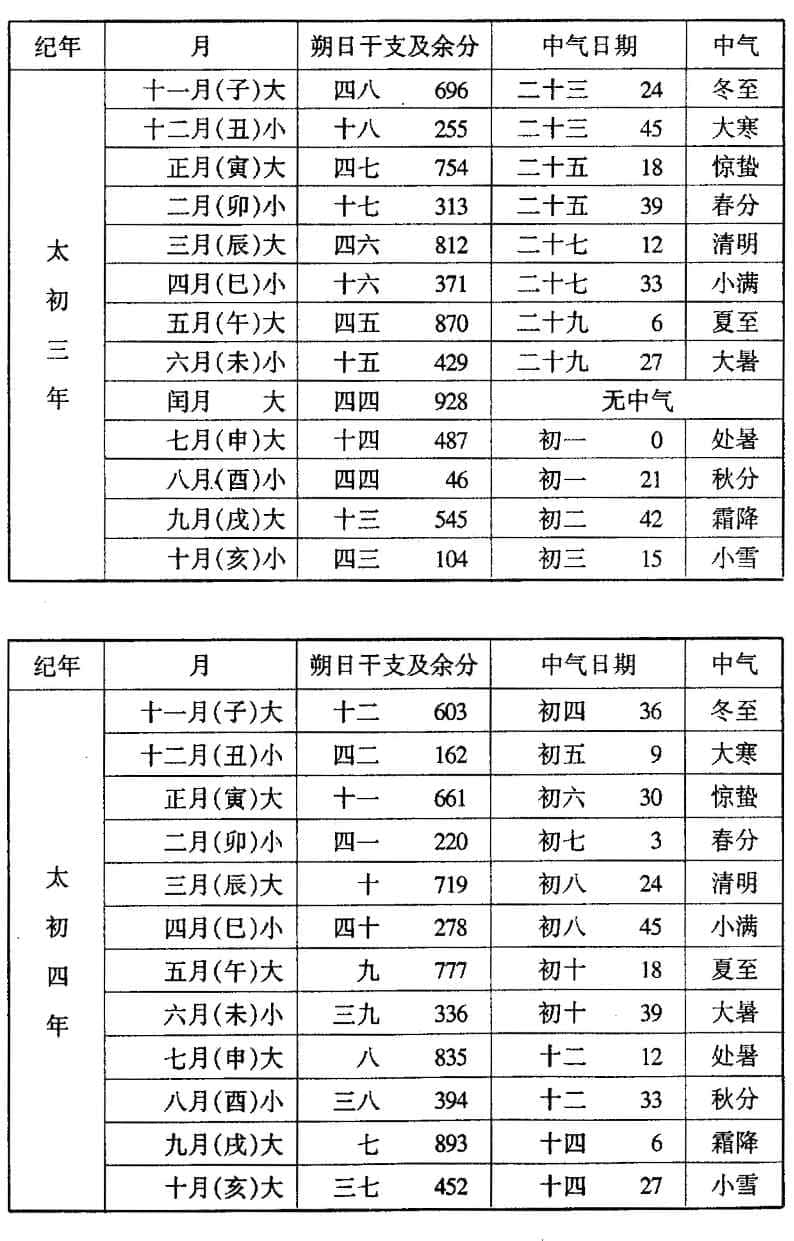 纪年 月 朔日干支及余分 中气日期 中气
太初三年
十一月(子)大 四八 696 二十三 24 冬至
十二月(丑)小 十八 255 二十三 45 大寒
正月(寅)大 四七 754 二十五 18 惊蛰
二月(卯)小 十七 313 二十五 39 春分
三月(辰)大 四六 812 二十七 12 清明
四月(巳)小 十六 371 二十七 33 小满
五月(午)大 四五 870 二十九 6 夏至
六月(未)小 十五 429 二十九 27 大暑
闰月 大 四四 928 无中气
七月(申)大 十四 487 初一 0 处暑
八月(酉)小 四四 46 初一 21 秋分
九月(戌)大 十三 545 初二 42 霜降
十月(亥)小 四三 104 初三 15 小雪
纪年 月 朔日干支及余分 中气日期 中气
太初四年
十一月(子)大 十二 603 初四 36 冬至
十二月(丑)小 四二 162 初五 9 大寒
正月(寅)大 十一 661 初六 30 惊蛰
二月(卯)小 四一 220 初七 3 春分
三月(辰)大 十 719 初八 24 清明
四月(巳)小 四十 278 初八 45 小满
五月(午)大 九 777 初十 18 夏至
六月(未)小 三九 336 初十 39 大暑
七月(申)大 八 835 十二 12 处暑
八月(酉)小 三八 394 十二 33 秋分
九月(戌)大 七 893 十四 6 霜降
十月(亥)大 三七 452 十四 27 小雪